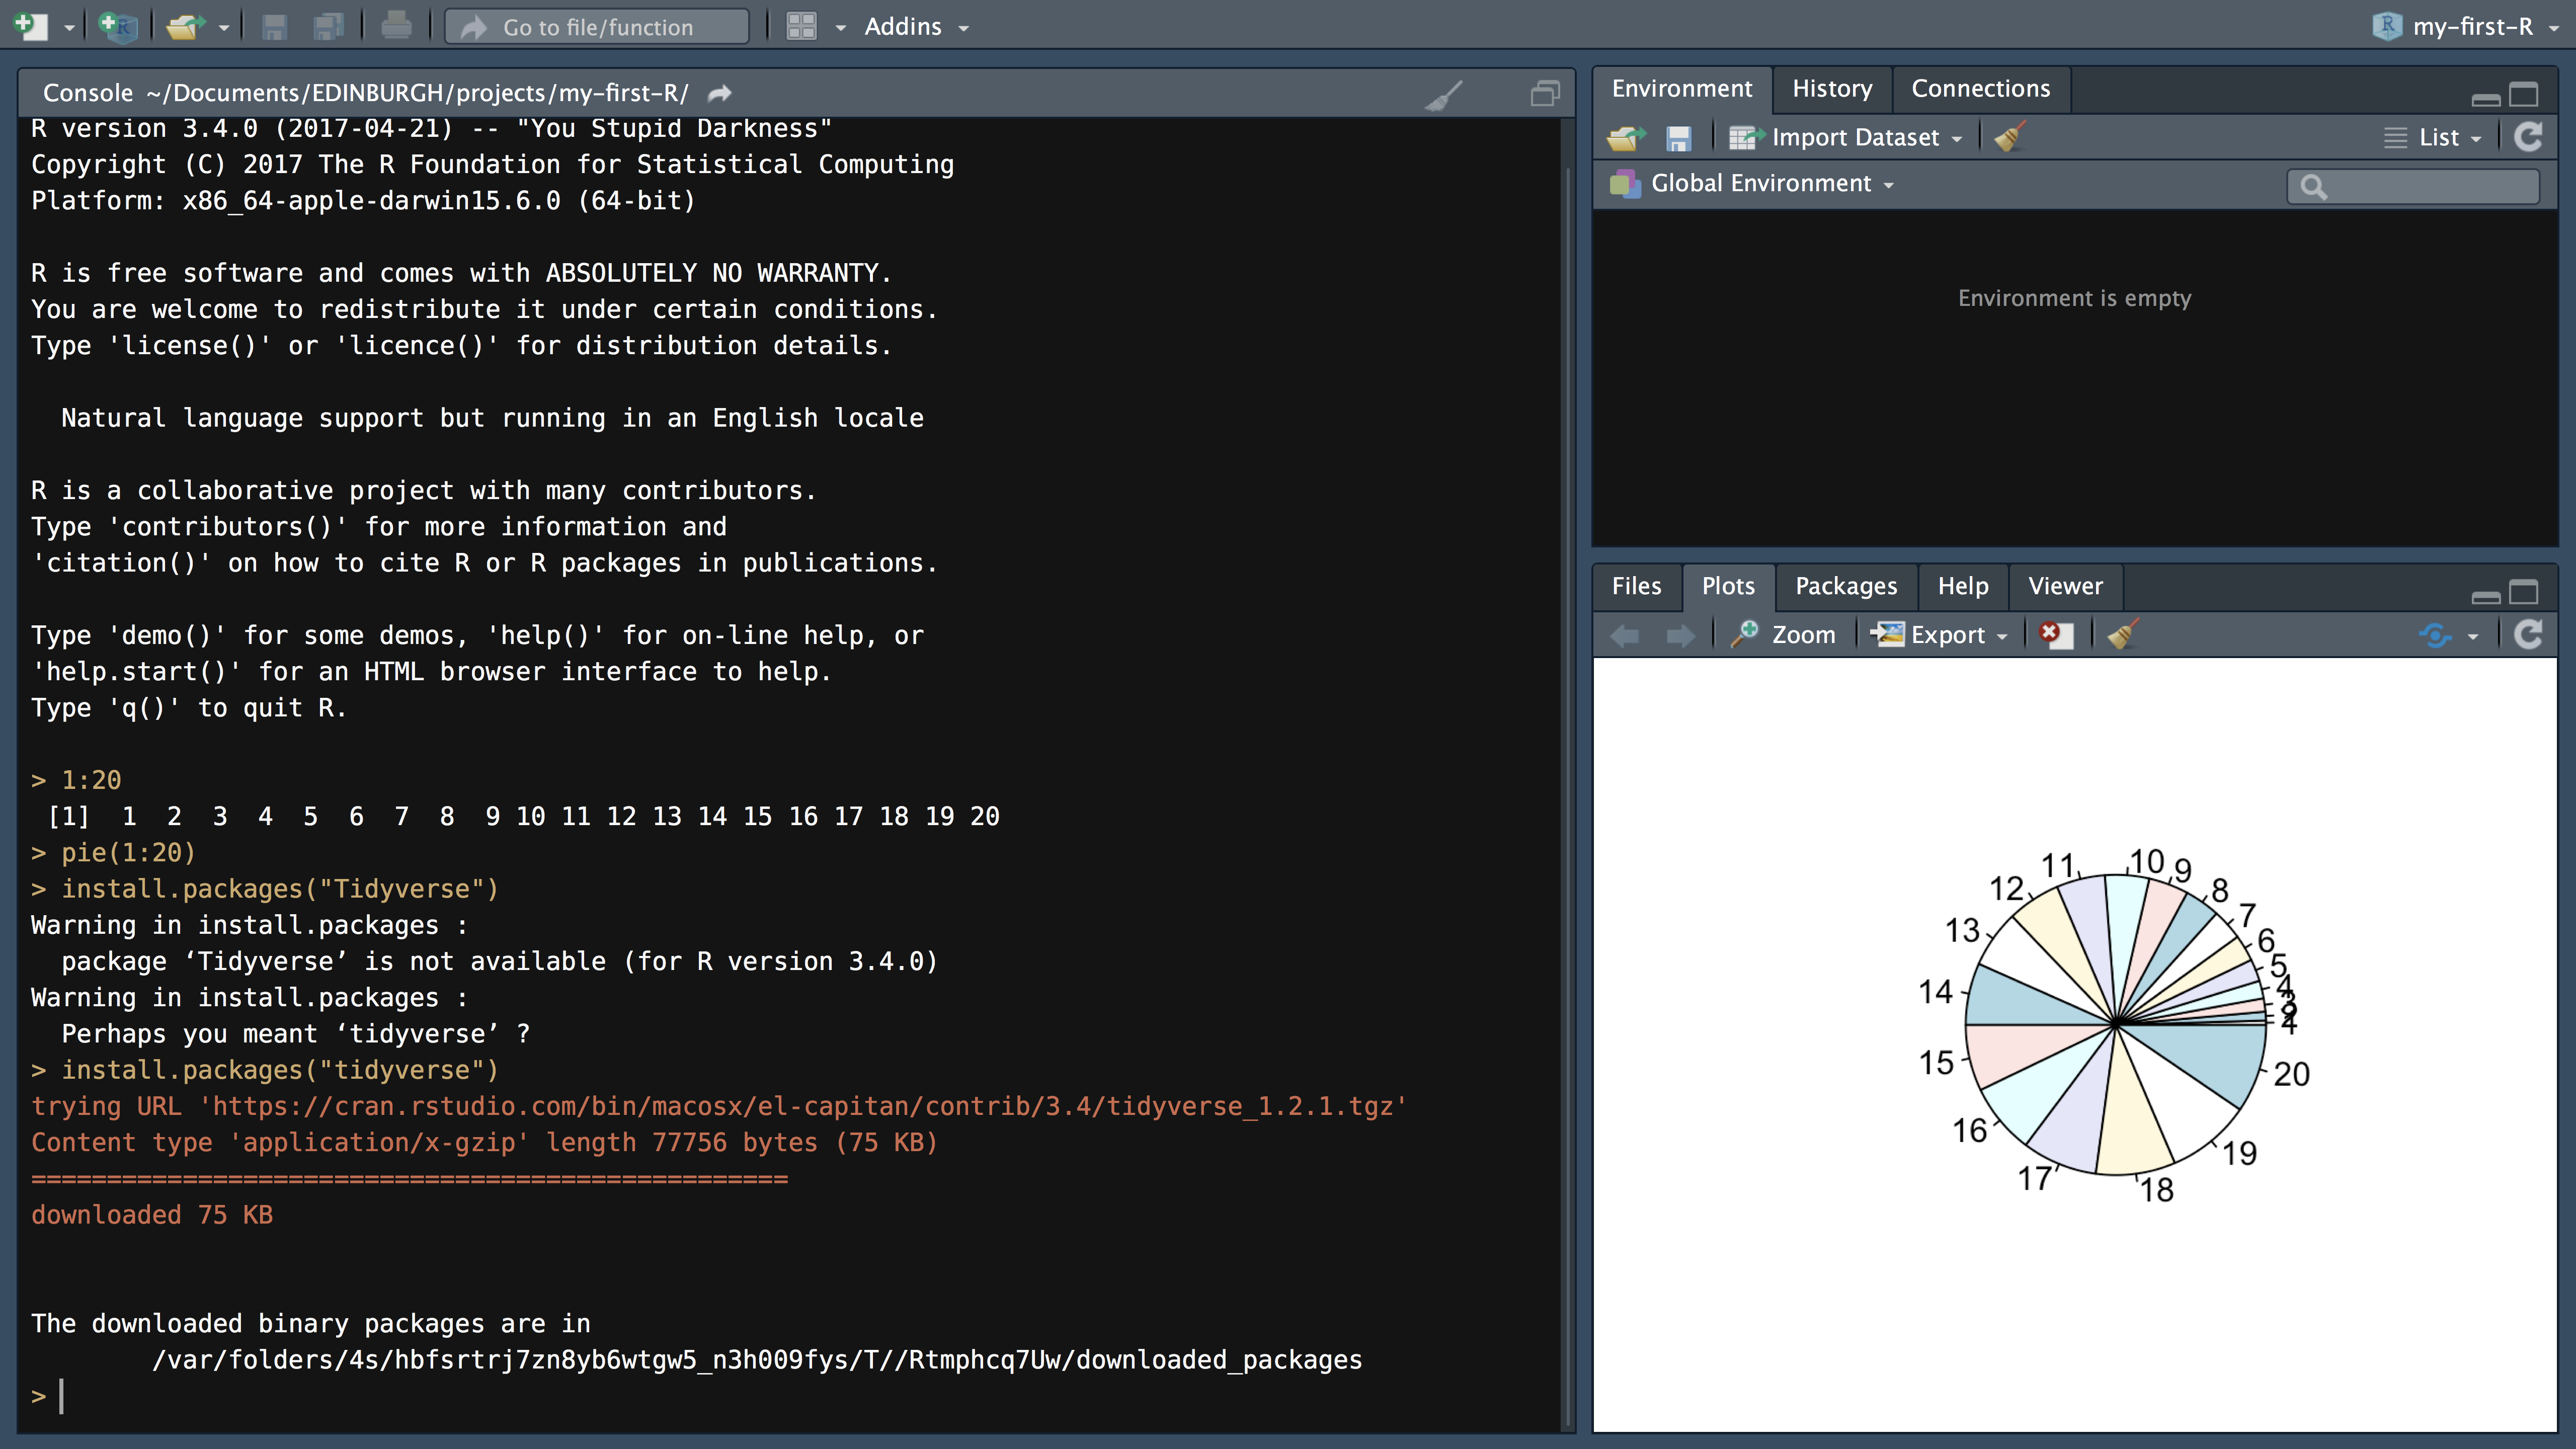 Go to file/function
Addins
my-first-R
Console ~/Documents/EDINBURGH/projects/my-first-R/
R version 3.4.0 (2017-04-21) -- "You Stupid Darkness"
Copyright (C) 2017 The R Foundation for Statistical Computing
Platform: x86_64-apple-darwin15.6.0 (64-bit)
R is free software and comes with ABSOLUTELY NO WARRANTY.
You are welcome to redistribute it under certain conditions.
Type 'license()' or 'licence()' for distribution details.
Natural language support but running in an English locale
R is a collaborative project with many contributors.
Type 'contributors()' for more information and
'citation()' on how to cite R or R packages in publications.
Type 'demo()' for some demos, 'help()' for on-line help, or
'help.start()' for an HTML browser interface to help.
Type 'q()' to quit R.
> 1:20
[1] 1 2 3 4 5 6 7 8 9 10 11 12 13 14 15 16 17 18 19 20
> pie(1:20)
> install.packages("Tidyverse")
Warning in install.packages :
package ‘Tidyverse’ is not available (for R version 3.4.0)
Warning in install.packages :
Perhaps you meant ‘tidyverse’ ?
> install.packages("tidyverse")
trying URL 'https://cran.rstudio.com/bin/macosx/el-capitan/contrib/3.4/tidyverse_1.2.1.tgz'
Content type 'application/x-gzip' length 77756 bytes (75 KB)
==================================================
downloaded 75 KB
The downloaded binary packages are in
/var/folders/4s/hbfsrtrj7zn8yb6wtgw5_n3h009fys/T//Rtmphcq7Uw/downloaded_packages
>
Environment History Connections
Import Dataset
List
Global Environment
Environment is empty
Files Plots Packages Help Viewer
Zoom
Export
11
10
9
8
7
6
5
4
12
13
14
15
16
17
18
19
20